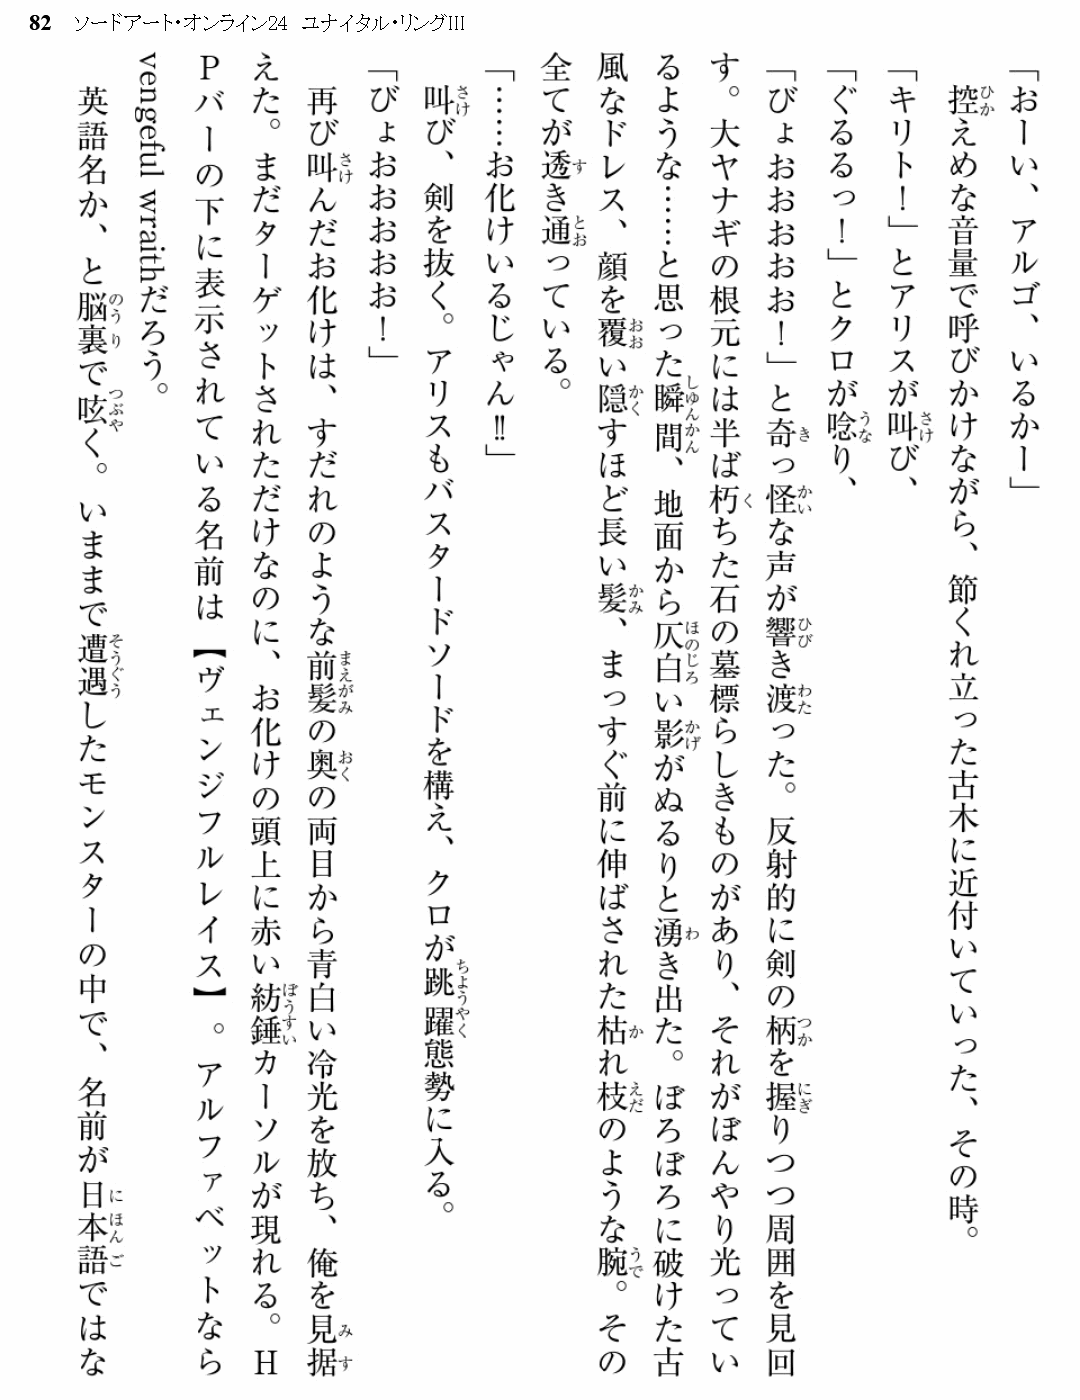 82 ソードアート・オンライン24 ユナイタル・リングIII
「おーい、アルゴ、いるかー」
控えめな音量で呼びかけながら、節くれ立った古木に近付いていった、その時。
「キリト！」とアリスが叫び、
「ぐるるっ！」とクロが唸り、
「びょおおおお！」と奇っ怪な声が響き渡った。反射的に剣の柄を握りつつ周囲を見回
す。大ヤナギの根元には半ば朽ちた石の墓標らしきものがあり、それがぼんやり光ってい
るような……と思った瞬間、地面から仄白い影がぬるりと湧き出た。ぼろぼろに破けた古
風なドレス、顔を覆い隠すほど長い髪、まっすぐ前に伸ばされた枯れ枝のような腕。その
全てが透き通っている。
「……お化けいるじゃん‼」
叫び、剣を抜く。アリスもバスタードソードを構え、クロが跳躍態勢に入る。
「びょおおおお！」
再び叫んだお化けは、すだれのような前髪の奥の両目から青白い冷光を放ち、俺を見据
えた。まだターゲットされただけなのに、お化けの頭上に赤い紡錘カーソルが現れる。H
Pバーの下に表示されている名前は【ヴェンジフルレイス】。アルファベットなら
vengeful wraithだろう。
英語名か、と脳裏で呟く。いままで遭遇したモンスターの中で、名前が日本語ではな